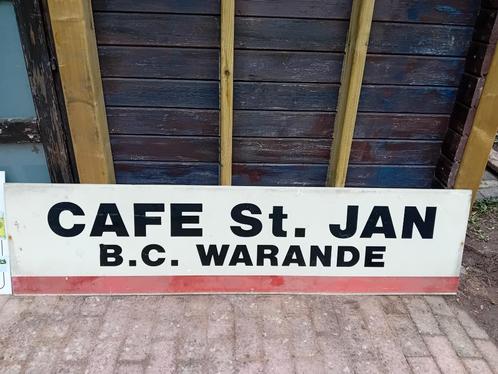 CAFE St. JAN
B.C. WARANDE